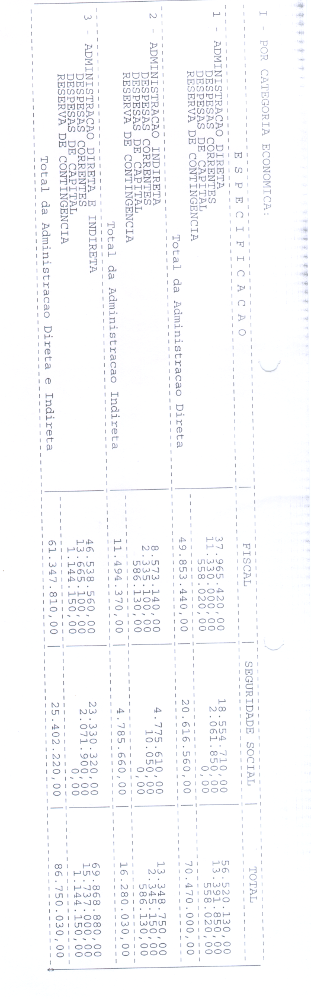 I - POR CATEGORIA ECONOMICA:
E S P E C I F I C A C A O | FISCAL | SEGURIDADE SOCIAL | TOTAL
1 - ADMINISTRACAO DIRETA
DESPESAS CORRENTES 37.965.420,00 18.554.710,00 56.520.130,00
DESPESAS DE CAPITAL 11.330.000,00 2.061.850,00 13.391.850,00
RESERVA DE CONTINGENCIA 558.020,00 0,00 558.020,00
Total da Administracao Direta | 49.853.440,00 | 20.616.560,00 | 70.470.000,00
2 - ADMINISTRACAO INDIRETA
DESPESAS CORRENTES 8.573.140,00 4.775.610,00 13.348.750,00
DESPESAS DE CAPITAL 2.335.100,00 10.050,00 2.345.150,00
RESERVA DE CONTINGENCIA 586.130,00 0,00 586.130,00
Total da Administracao Indireta | 11.494.370,00 | 4.785.660,00 | 16.280.030,00
3 - ADMINISTRACAO DIRETA E INDIRETA
DESPESAS CORRENTES 46.538.560,00 23.330.320,00 69.868.880,00
DESPESAS DE CAPITAL 13.665.100,00 2.071.900,00 15.737.000,00
RESERVA DE CONTINGENCIA 1.144.150,00 0,00 1.144.150,00
Total da Administracao Direta e Indireta | 61.347.810,00 | 25.402.220,00 | 86.750.030,00